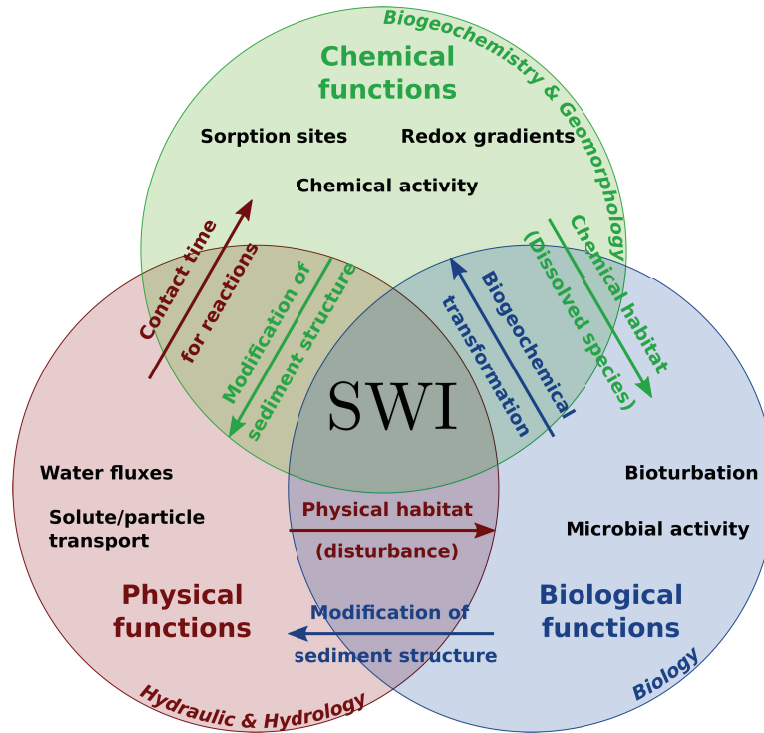 Biogeochemistry & Geomorphology
Chemical
functions
Sorption sites
Redox gradients
Chemical activity
Contact time
for reactions
Modification of
sediment structure
Biogeochemical
transformation
Chemical habitat
(Dissolved species)
SWI
Water fluxes
Solute/particle
transport
Physical habitat
(disturbance)
Bioturbation
Microbial activity
Physical
functions
Modification of
sediment structure
Biological
functions
Hydraulic & Hydrology
Biology